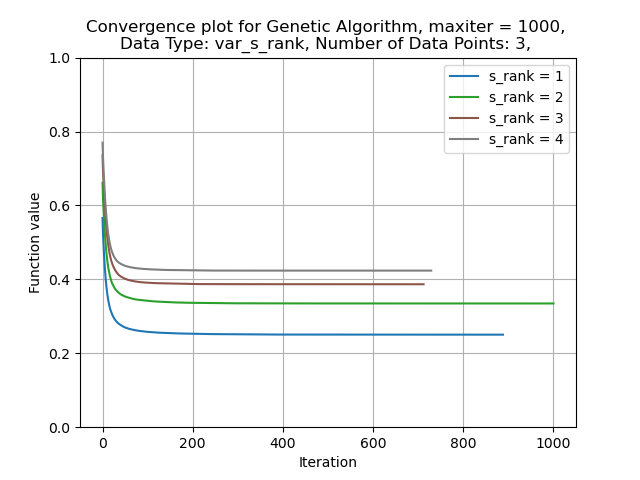 Convergence plot for Genetic Algorithm, maxiter = 1000,
Data Type: var_s_rank, Number of Data Points: 3,
1.0
0.8
0.6
0.4
0.2
0.0
Function value
s_rank = 1
s_rank = 2
s_rank = 3
s_rank = 4
0 200 400 600 800 1000
Iteration